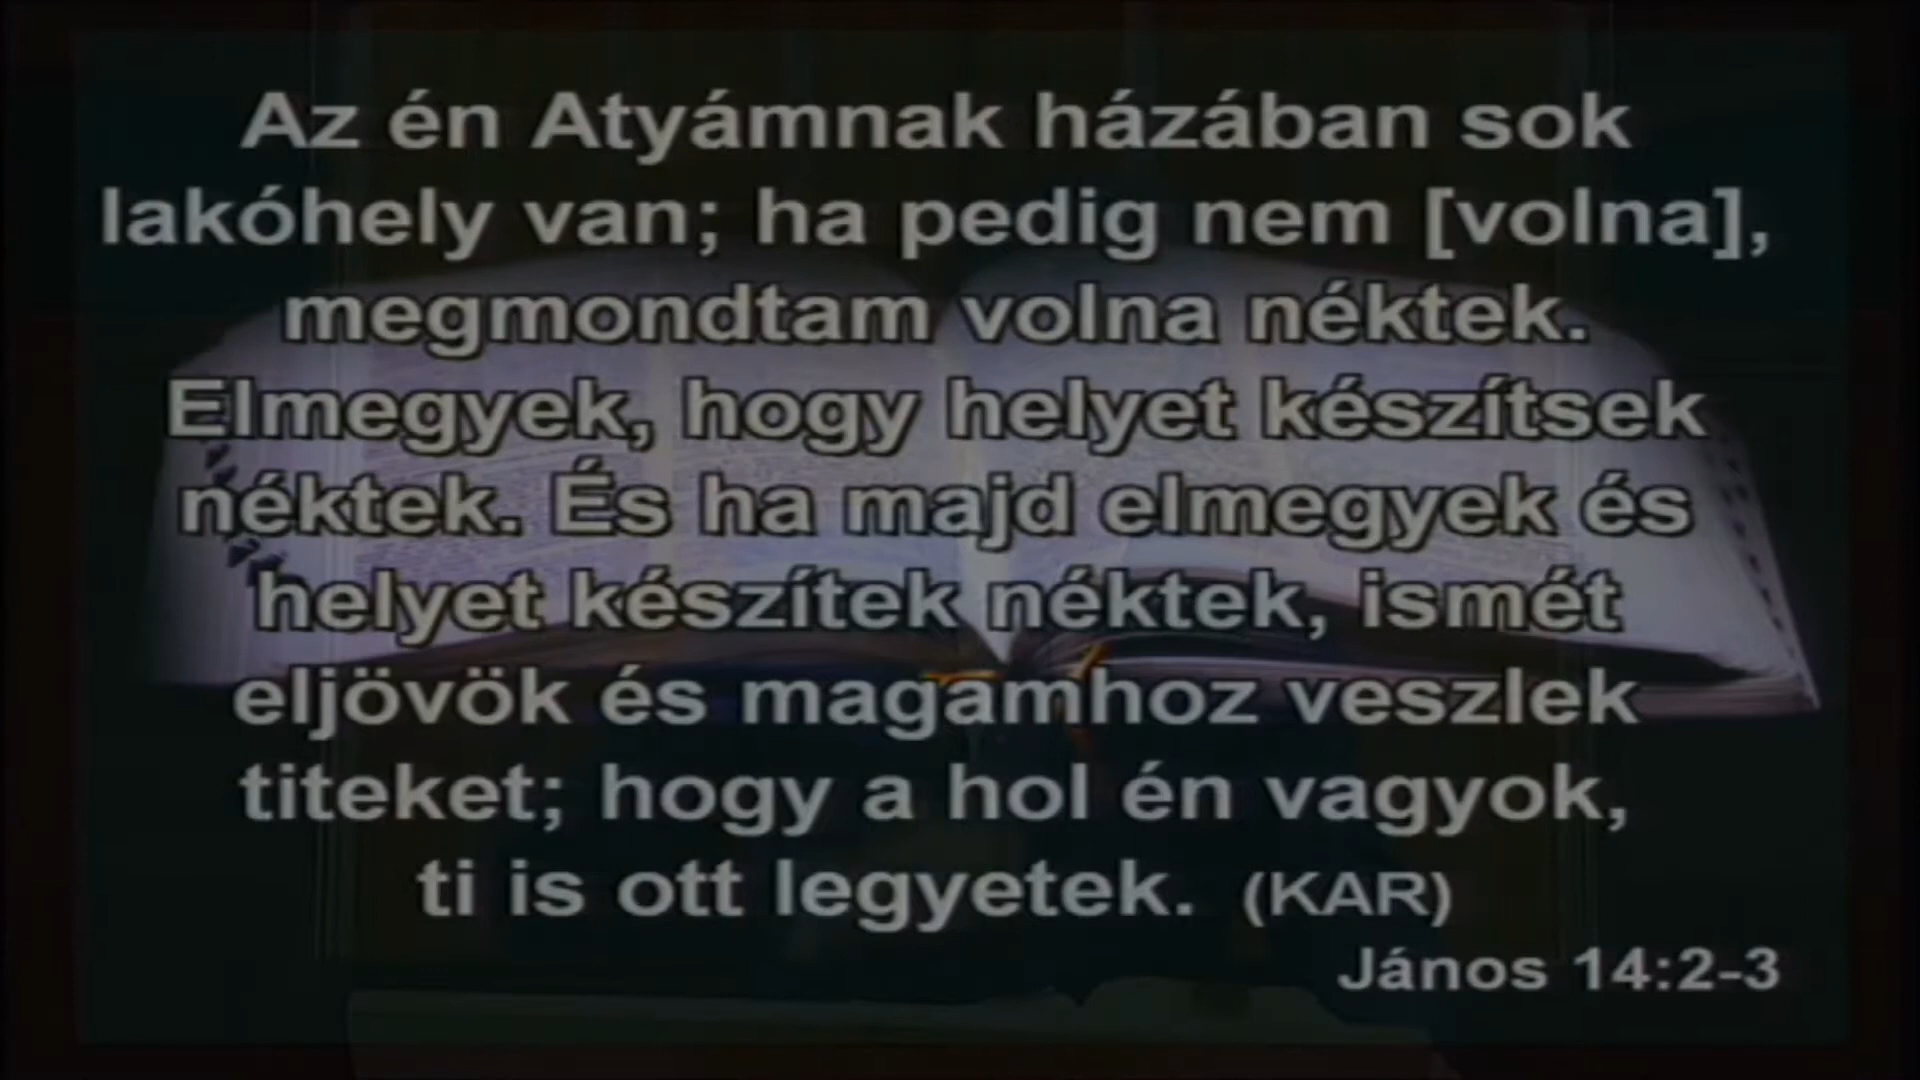 Az én Atyámnak házában sok
lakóhely van; ha pedig nem [volna],
megmondtam volna néktek.
Elmegyek, hogy helyet készítsek
néktek. És ha majd elmegyek és
helyet készítek néktek, ismét
eljövök és magamhoz veszlek
titeket; hogy a hol én vagyok,
ti is ott legyetek. (KAR)
János 14:2-3